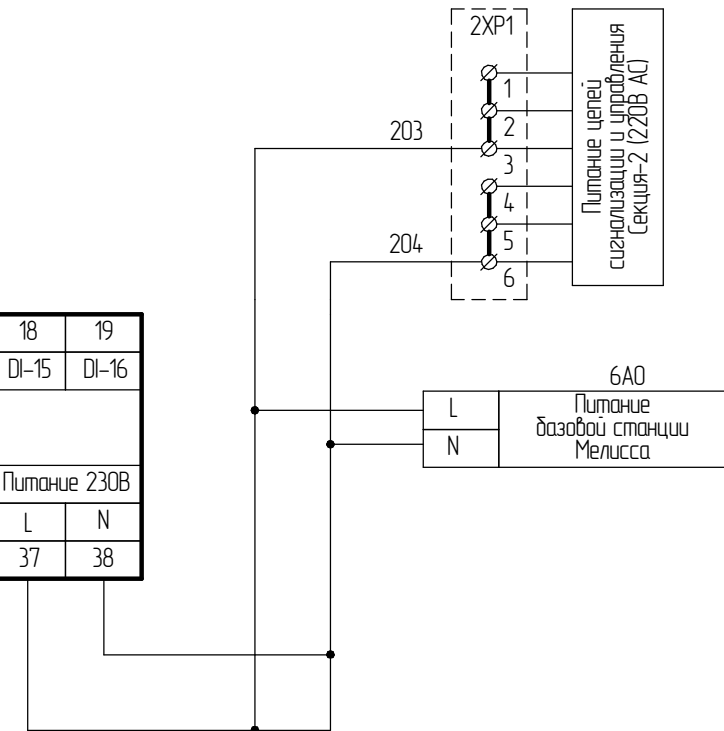 2XP1
1
2
3
4
5
6
Питание цепей
сигнализации и управления
Секция-2 (220В АС)
203
204
18 19
DI-15 DI-16
Питание 230В
L N
37 38
6А0
L
N
Питание
базовой станции
Мелисса